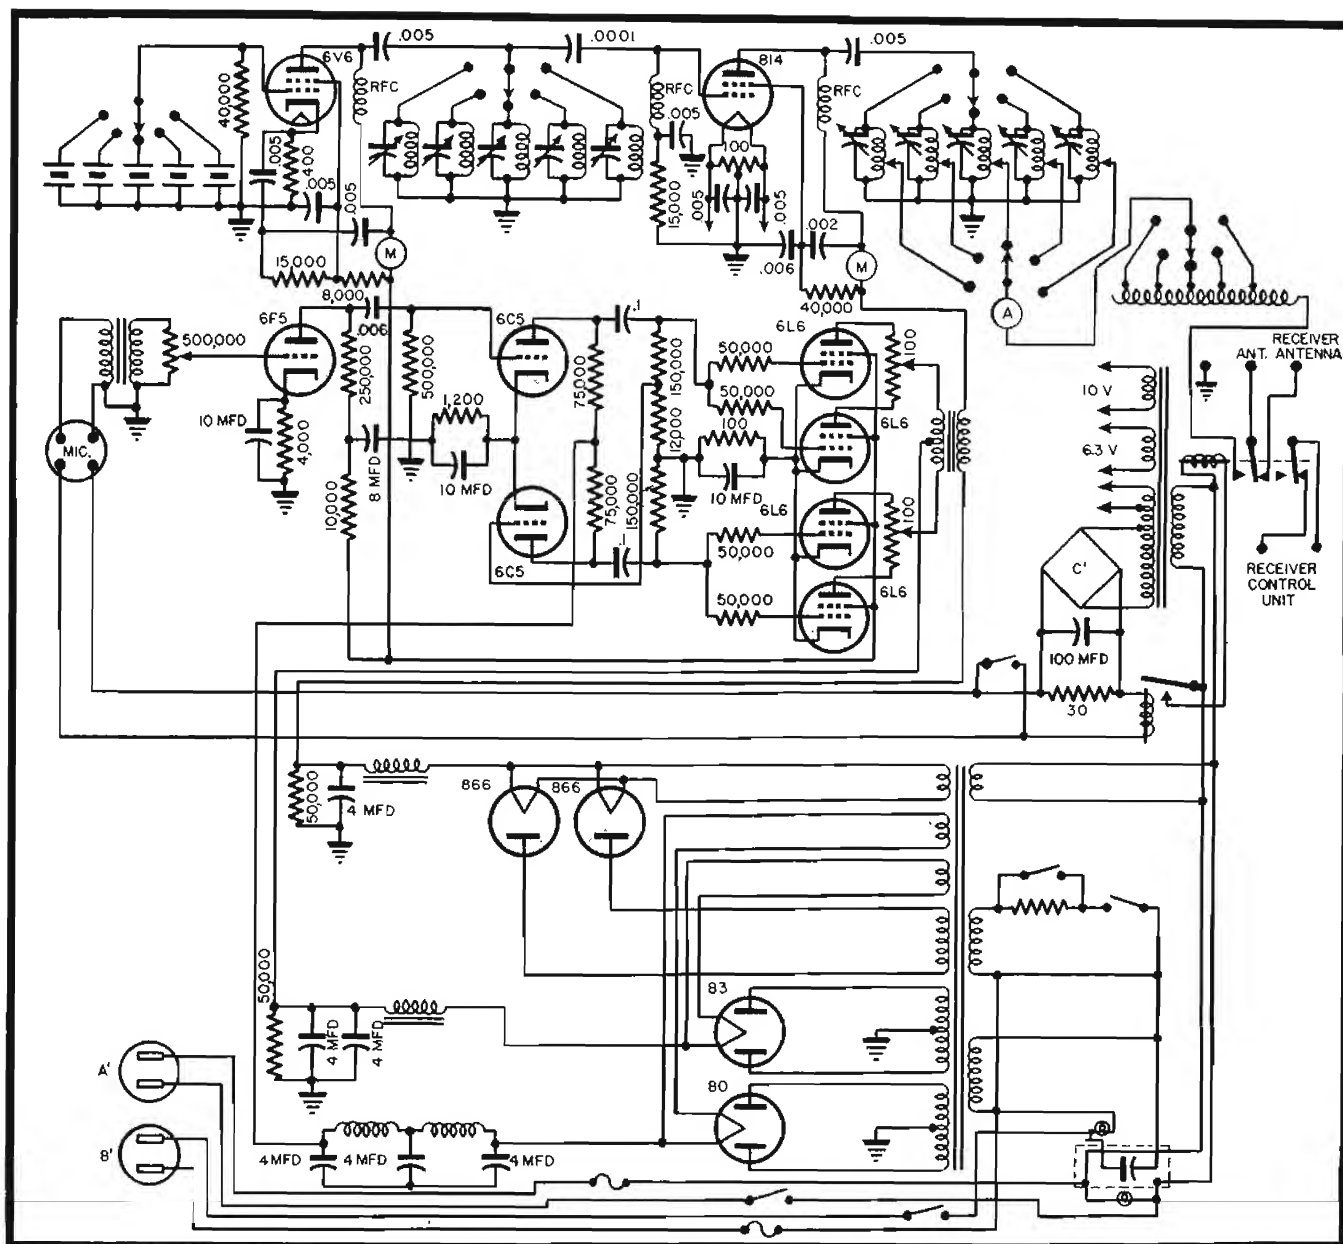 6V6
.005
.0001
814
.005
40,000
RFC
RFC
RFC
.005
400
.005
.005
.005
100
15,000
.005
.005
.002
M
.006
M
15,000
8,000
40,000
A
6F5
.006
6C5
.1
6L6
500,000
250,000
500,000
75,000
150,000
50,000
100
RECEIVER
ANT. ANTENNA
10 V
1,200
50,000
6L6
10 MFD
4,000
12,000
100
6.3 V
MIC.
8 MFD
10 MFD
10 MFD
10,000
75,000
150,000
6L6
100
50,000
.1
6C5
C'
RECEIVER
CONTROL
UNIT
50,000
6L6
100 MFD
30
866
866
50,000
4 MFD
50,000
83
4 MFD
4 MFD
A'
80
B'
4 MFD
4 MFD
4 MFD